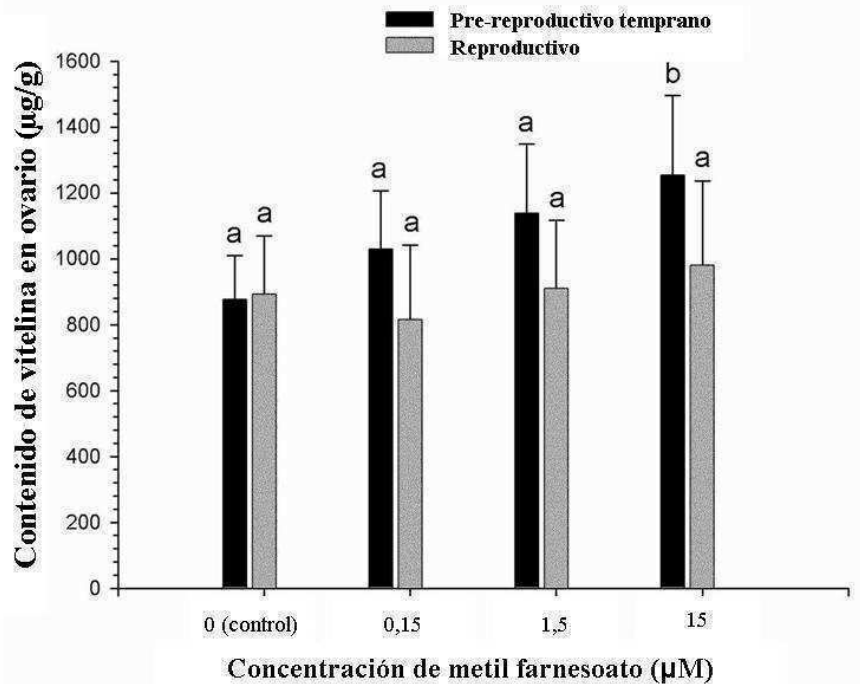 Pre-reproductivo temprano
Reproductivo
Contenido de vitelina en ovario (µg/g)
1600
1400
1200
1000
800
600
400
200
0
a
a
a
a
a
a
b
a
0 (control)
0,15
1,5
15
Concentración de metil farnesoato (µM)